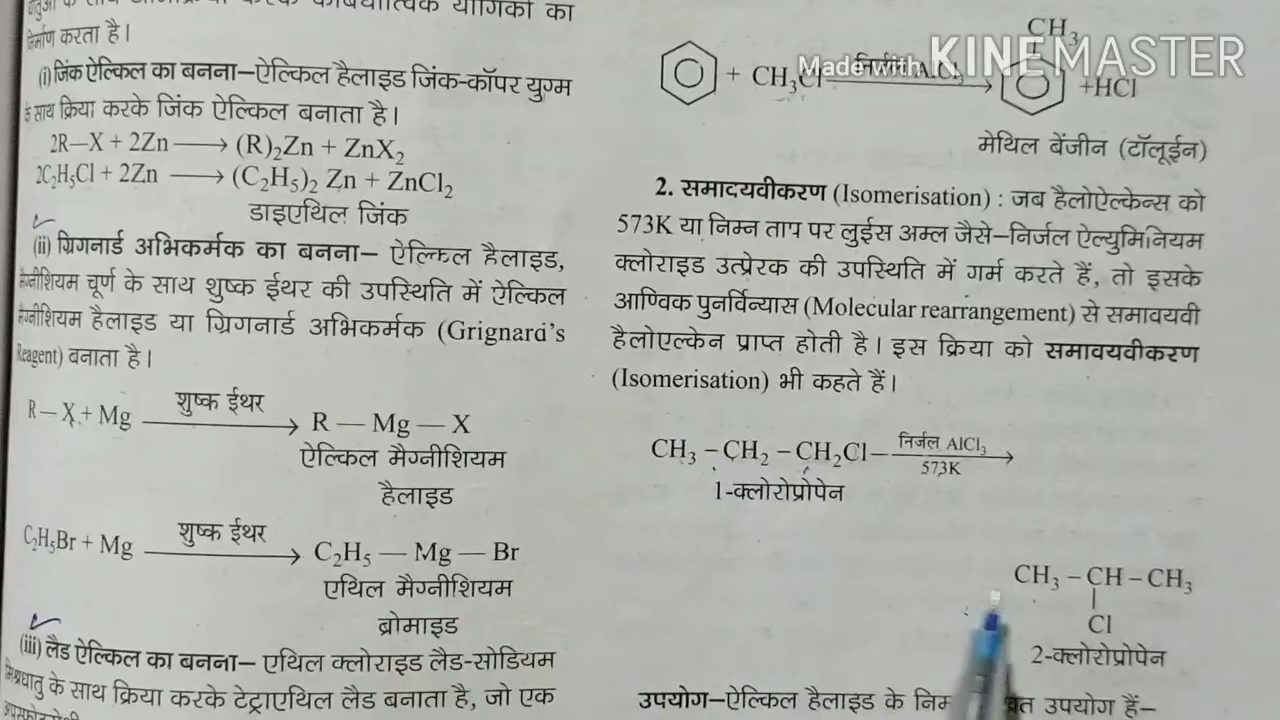 के साथ करके का
निर्माण करता है।
(i) जिंक ऐल्किल का बनना–ऐल्किल हैलाइड जिंक-कॉपर युग्म
के साथ क्रिया करके जिंक ऐल्किल बनाता है।
2R—X + 2Zn ⟶ (R)₂Zn + ZnX₂
2C₂H₅Cl + 2Zn ⟶ (C₂H₅)₂ Zn + ZnCl₂
डाइएथिल जिंक
(ii) ग्रिगनार्ड अभिकर्मक का बनना– ऐल्किल हैलाइड,
मैग्नीशियम चूर्ण के साथ शुष्क ईथर की उपस्थिति में ऐल्किल
मैग्नीशियम हैलाइड या ग्रिगनार्ड अभिकर्मक (Grignard's
Reagent) बनाता है।
शुष्क ईथर
R — X + Mg ⟶ R — Mg — X
ऐल्किल मैग्नीशियम
हैलाइड
शुष्क ईथर
C₂H₅Br + Mg ⟶ C₂H₅ — Mg — Br
एथिल मैग्नीशियम
ब्रोमाइड
(iii) लैड ऐल्किल का बनना– एथिल क्लोराइड लैड-सोडियम
मिश्रधातु के साथ क्रिया करके टेट्राएथिल लैड बनाता है, जो एक
CH₃
Made with KINEMASTER
निर्जल AlCl₃
+ CH₃Cl ⟶ +HCl
मेथिल बेंजीन (टॉलूईन)
2. समादयवीकरण (Isomerisation) : जब हैलोऐल्केन्स को
573K या निम्न ताप पर लुईस अम्ल जैसे–निर्जल ऐल्युमिनियम
क्लोराइड उत्प्रेरक की उपस्थिति में गर्म करते हैं, तो इसके
आण्विक पुनर्विन्यास (Molecular rearrangement) से समावयवी
हैलोएल्केन प्राप्त होती है। इस क्रिया को समावयवीकरण
(Isomerisation) भी कहते हैं।
निर्जल AlCl₃
CH₃ – CH₂ – CH₂Cl ⟶
573K
1-क्लोरोप्रोपेन
CH₃ – CH – CH₃
|
Cl
2-क्लोरोप्रोपेन
उपयोग–ऐल्किल हैलाइड के उपयोग हैं–